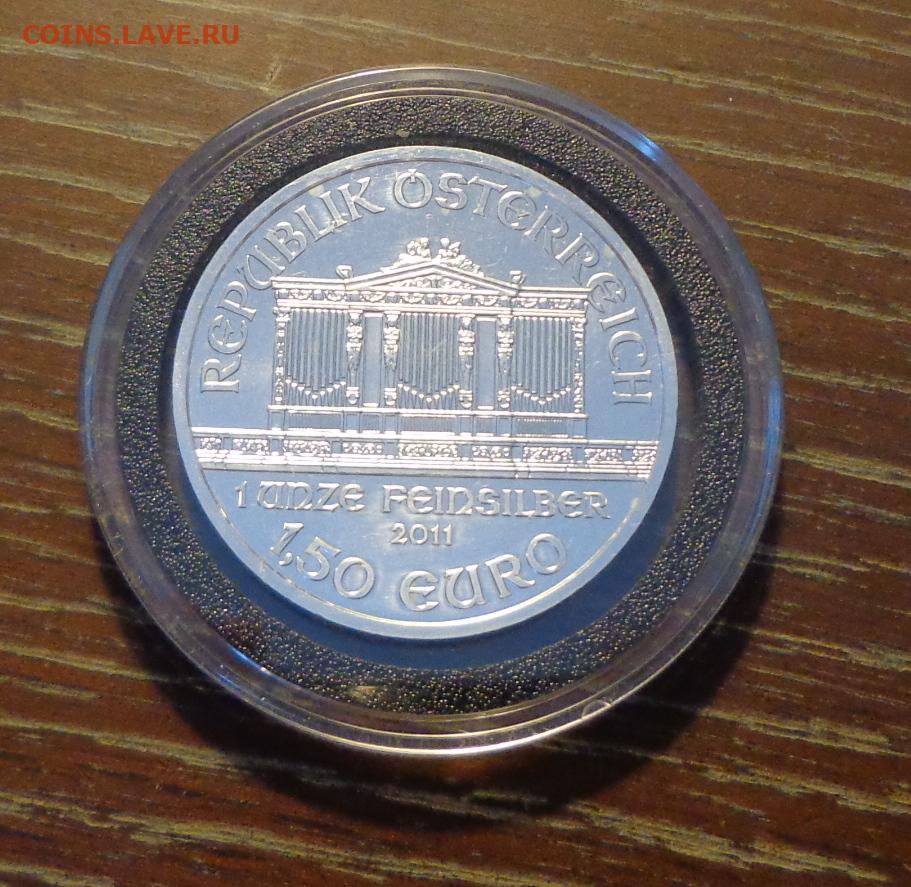 COINS.LAVE.RU
REPUBLIK ÖSTERREICH
1 UNZE FEINSILBER
2011
1,50 EURO